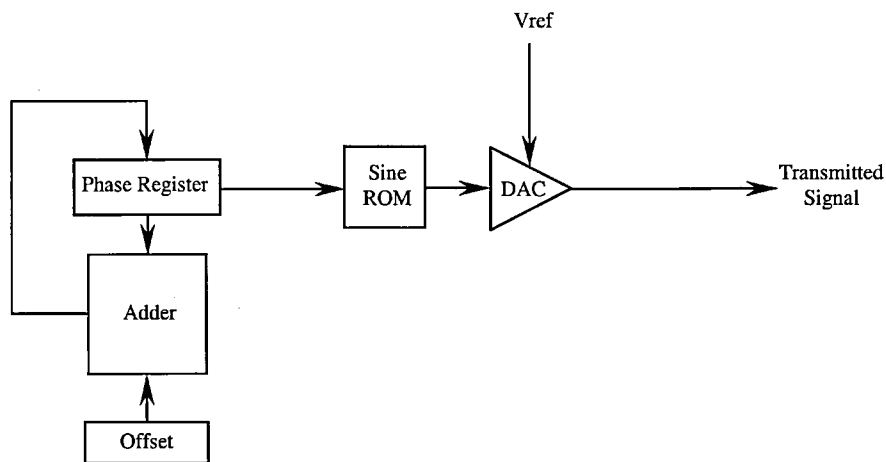 Vref
Phase Register
Sine
ROM
DAC
Transmitted
Signal
Adder
Offset